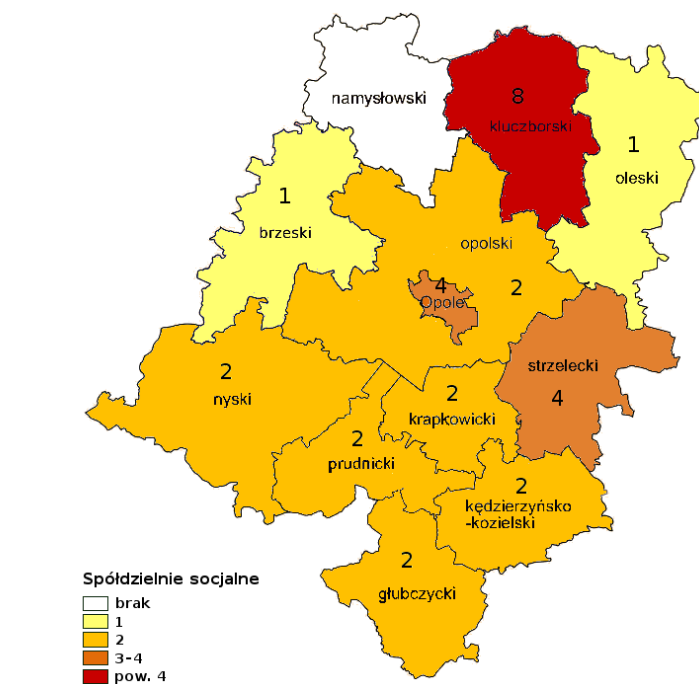 namysłowski
8
kluczborski
1
oleski
1
brzeski
opolski
4
Opole
2
strzelecki
4
2
nyski
2
krapkowicki
2
prudnicki
2
kędzierzyńsko
-kozielski
2
głubczycki
Spółdzielnie socjalne
brak
1
2
3-4
pow. 4